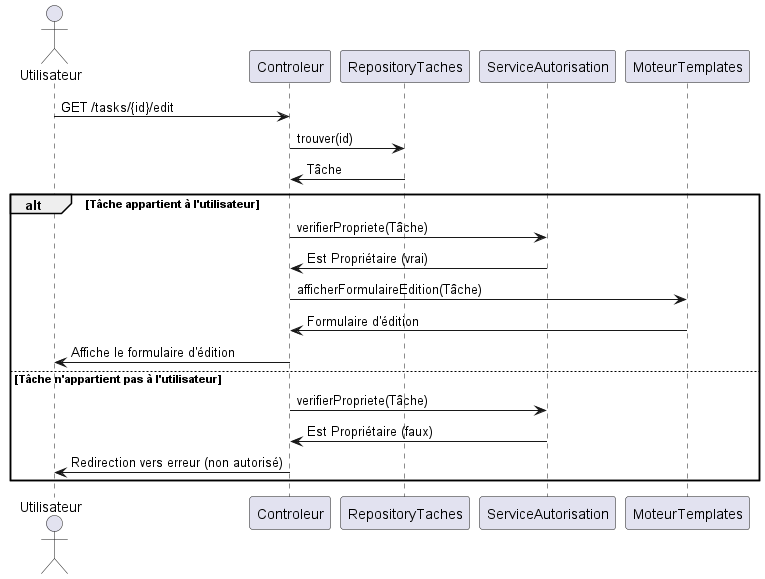 Utilisateur
Controleur
RepositoryTaches
ServiceAutorisation
MoteurTemplates
GET /tasks/{id}/edit
trouver(id)
Tâche
alt
[Tâche appartient à l'utilisateur]
verifierPropriete(Tâche)
Est Propriétaire (vrai)
afficherFormulaireEdition(Tâche)
Formulaire d'édition
Affiche le formulaire d'édition
[Tâche n'appartient pas à l'utilisateur]
verifierPropriete(Tâche)
Est Propriétaire (faux)
Redirection vers erreur (non autorisé)
Utilisateur
Controleur
RepositoryTaches
ServiceAutorisation
MoteurTemplates